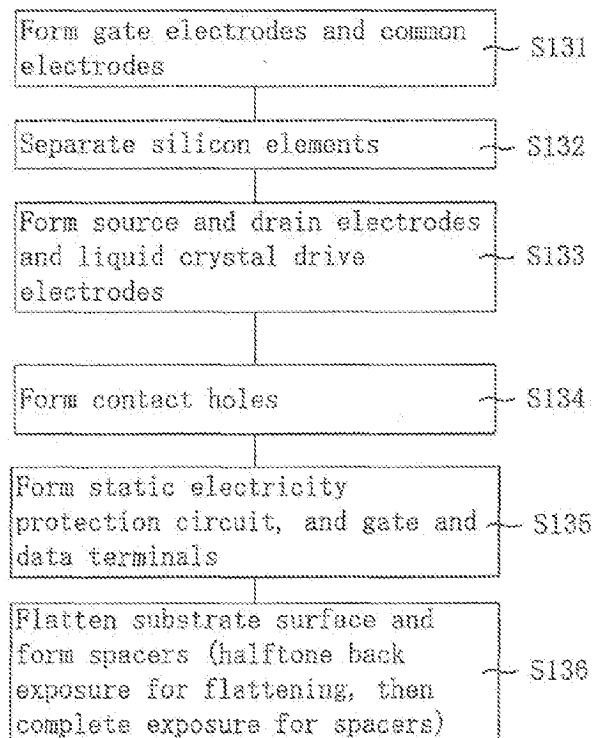 Form gate electrodes and common
electrodes
S131
Separate silicon elements
S132
Form source and drain electrodes
and liquid crystal drive
electrodes
S133
Form contact holes
S134
Form static electricity
protection circuit, and gate and
data terminals
S135
Flatten substrate surface and
form spacers (halftone back
exposure for flattening, then
complete exposure for spacers)
S136